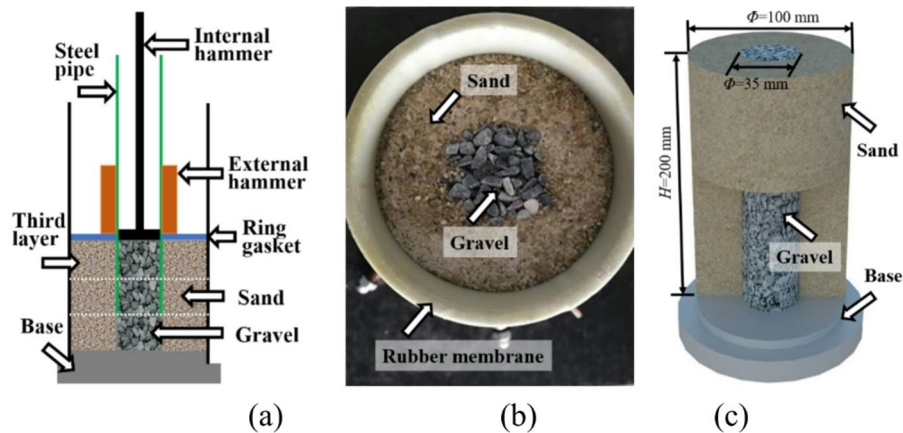 Internal
hammer
Steel
pipe
External
hammer
Third
layer
Ring
gasket
Sand
Base
Gravel
(a)
Sand
Gravel
Rubber membrane
(b)
Φ=100 mm
Φ=35 mm
H=200 mm
Sand
Gravel
Base
(c)